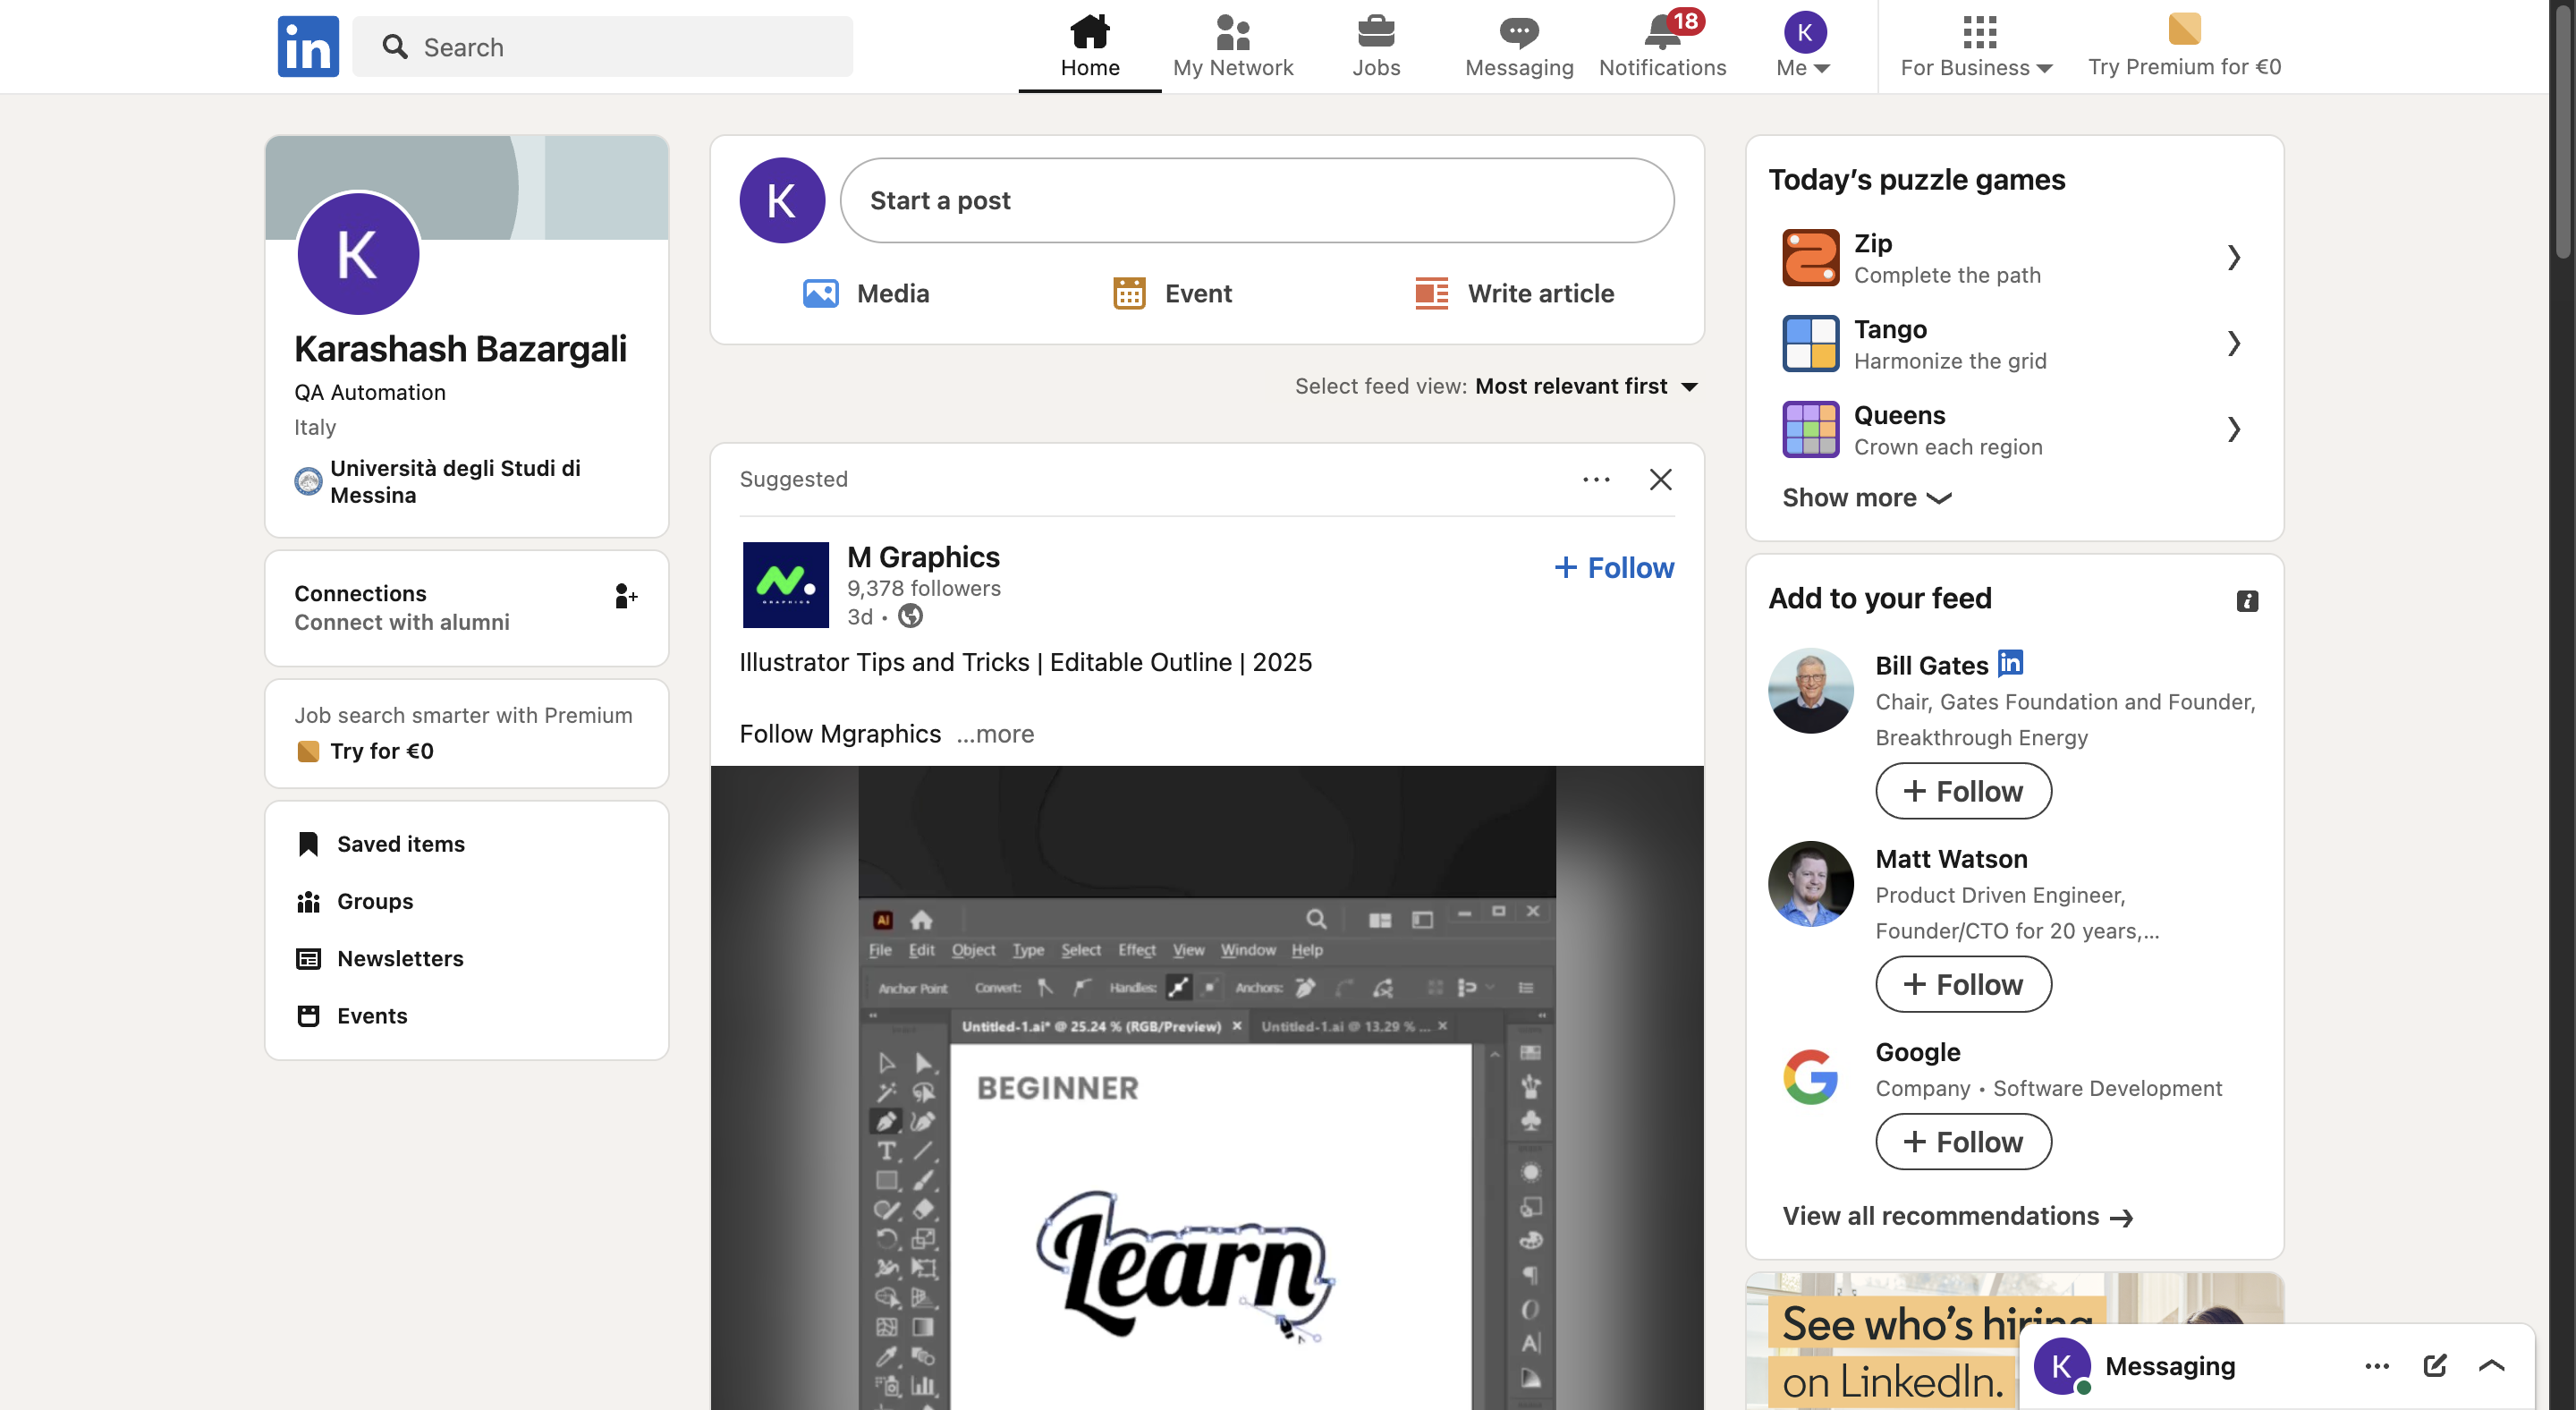 in
Search
Home
My Network
Jobs
Messaging
18
Notifications
K
Me
For Business
Try Premium for €0
K
Karashash Bazargali
QA Automation
Italy
Università degli Studi di
Messina
Connections
Connect with alumni
Job search smarter with Premium
Try for €0
Saved items
Groups
Newsletters
Events
K
Start a post
Media
Event
Write article
Select feed view: Most relevant first
Suggested
M Graphics
9,378 followers
3d •
+ Follow
GRAPHICS
Illustrator Tips and Tricks | Editable Outline | 2025
Follow Mgraphics ...more
Ai
File Edit Object Type Select Effect View Window Help
Anchor Point Convert: Handles: Anchors:
Untitled-1.ai* @ 25.24 % (RGB/Preview) × Untitled-1.ai @ 13.29 % ... ×
BEGINNER
Learn
Today's puzzle games
Zip
Complete the path
Tango
Harmonize the grid
Queens
Crown each region
Show more
Add to your feed
Bill Gates in
Chair, Gates Foundation and Founder,
Breakthrough Energy
+ Follow
Matt Watson
Product Driven Engineer,
Founder/CTO for 20 years,...
+ Follow
Google
Company • Software Development
+ Follow
View all recommendations →
See who's hiring
on LinkedIn.
K
Messaging